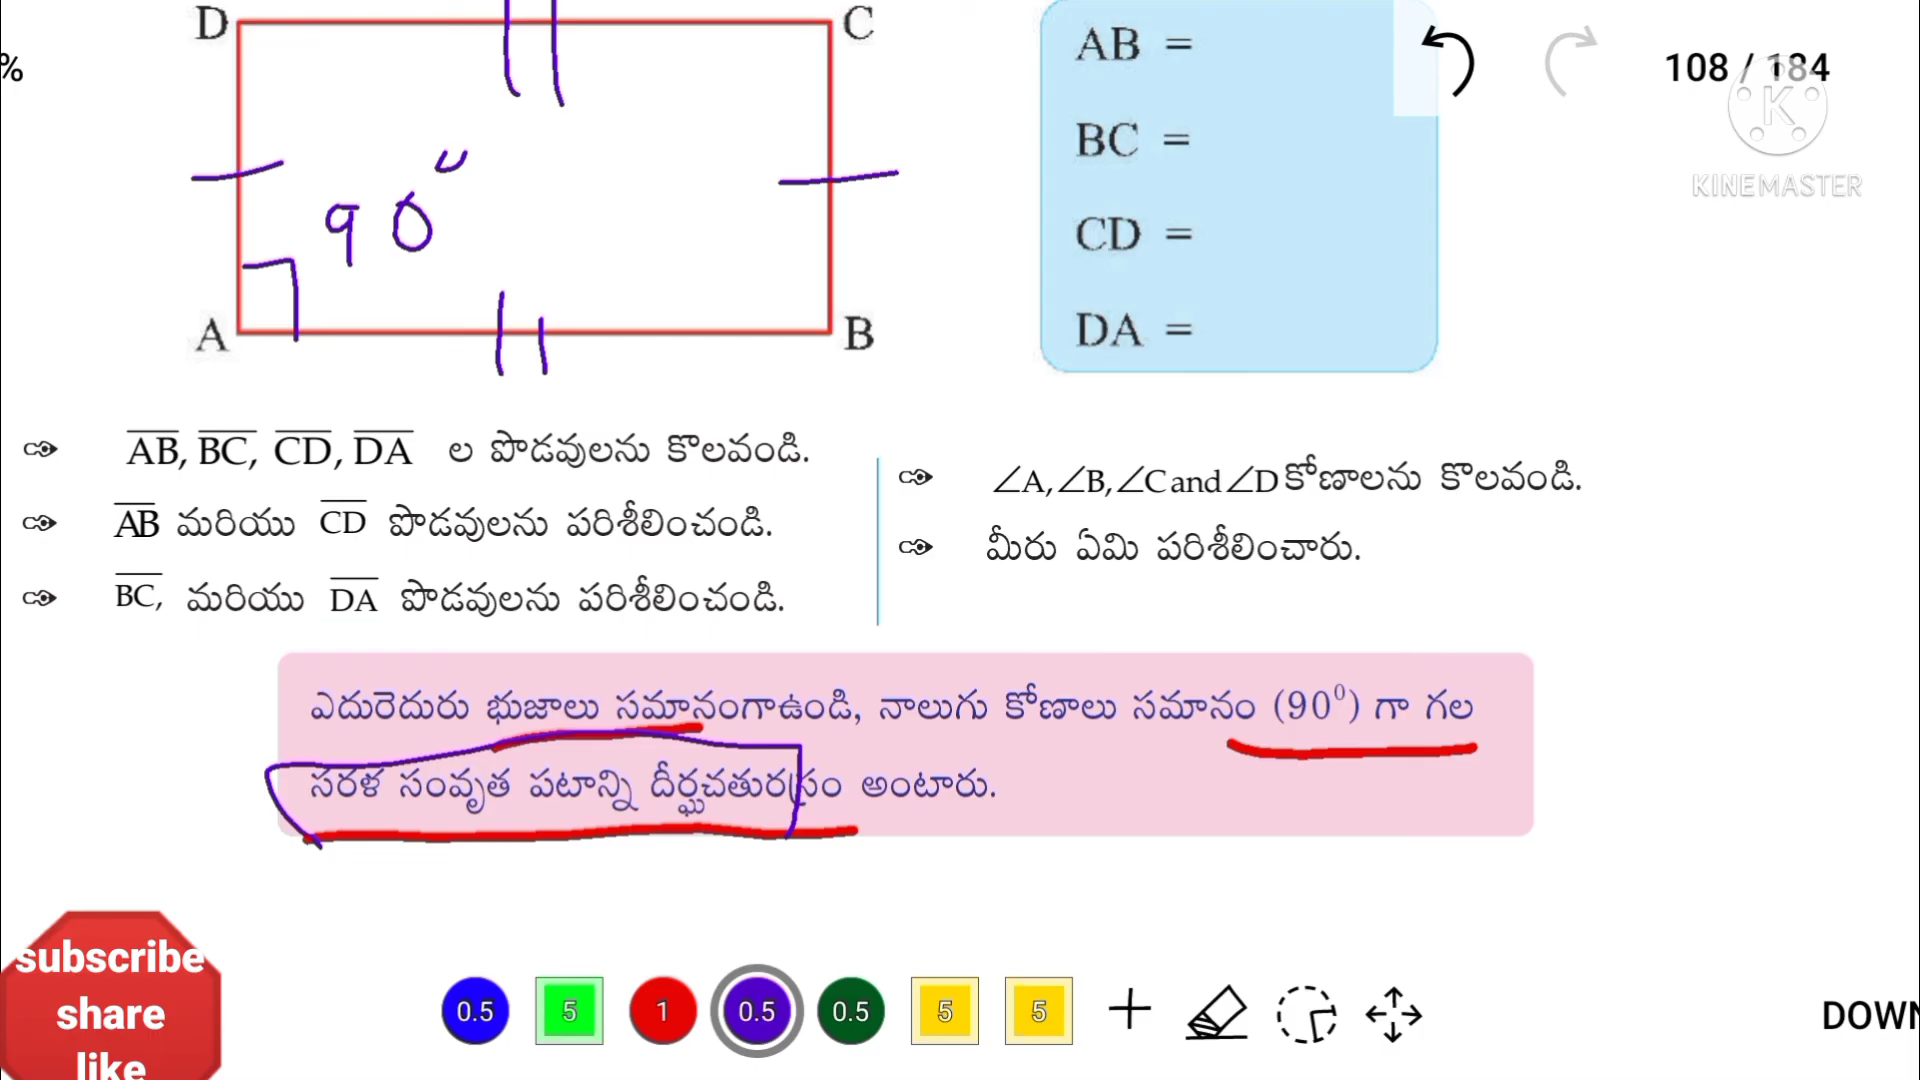 D
C
AB =
108 / 184
%
BC =
K
KINEMASTER
90°
CD =
A
B
DA =
AB, BC, CD, DA ల పొడవులను కొలవండి.
∠A, ∠B, ∠C and ∠D కోణాలను కొలవండి.
AB మరియు CD పొడవులను పరిశీలించండి.
మీరు ఏమి పరిశీలించారు.
BC, మరియు DA పొడవులను పరిశీలించండి.
ఎదురెదురు భుజాలు సమానంగాఉండి, నాలుగు కోణాలు సమానం (90⁰) గా గల
సరళ సంవృత పటాన్ని దీర్ఘచతురస్రం అంటారు.
subscribe
share
like
0.5
5
1
0.5
0.5
5
5
DOWN